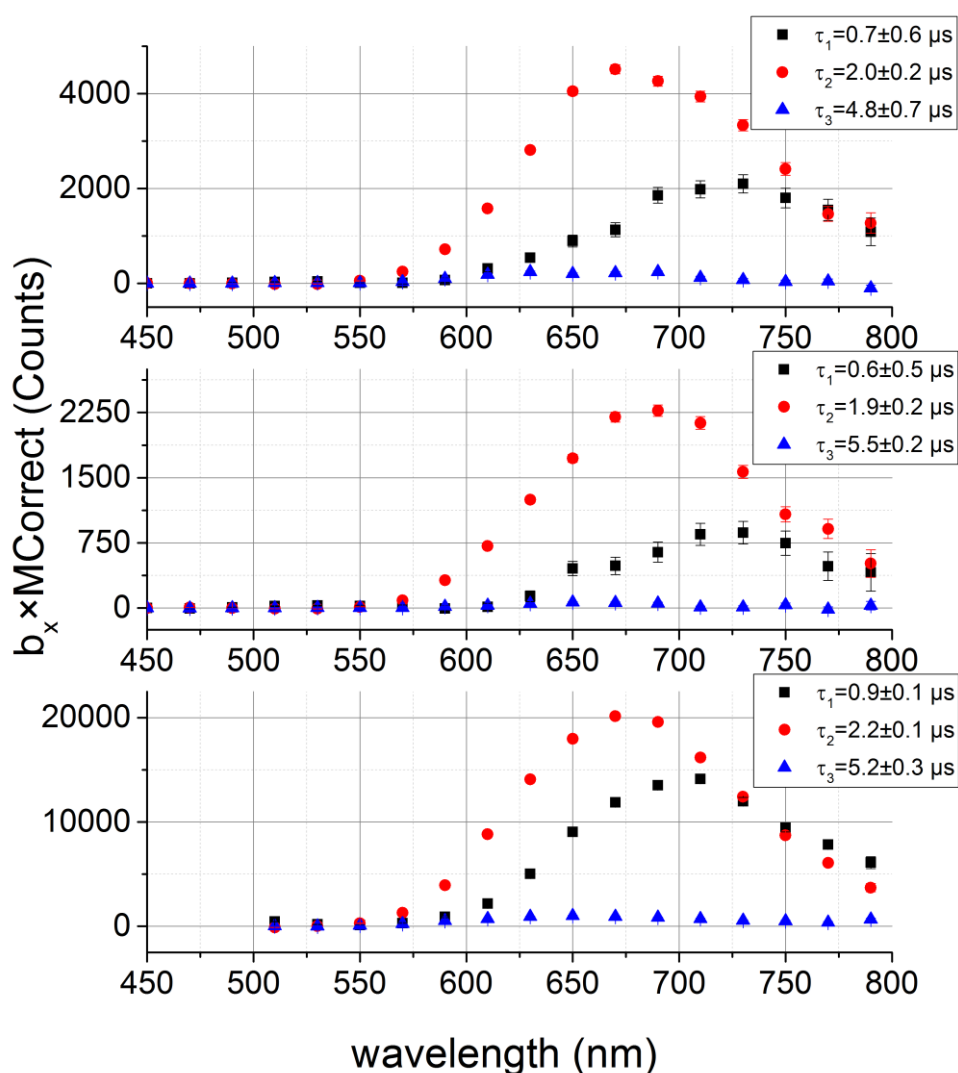 τ₁=0.7±0.6 µs
τ₂=2.0±0.2 µs
τ₃=4.8±0.7 µs
4000
2000
0
450 500 550 600 650 700 750 800
τ₁=0.6±0.5 µs
τ₂=1.9±0.2 µs
τ₃=5.5±0.2 µs
2250
1500
750
0
450 500 550 600 650 700 750 800
τ₁=0.9±0.1 µs
τ₂=2.2±0.1 µs
τ₃=5.2±0.3 µs
20000
10000
0
450 500 550 600 650 700 750 800
bₓ×MCorrect (Counts)
wavelength (nm)